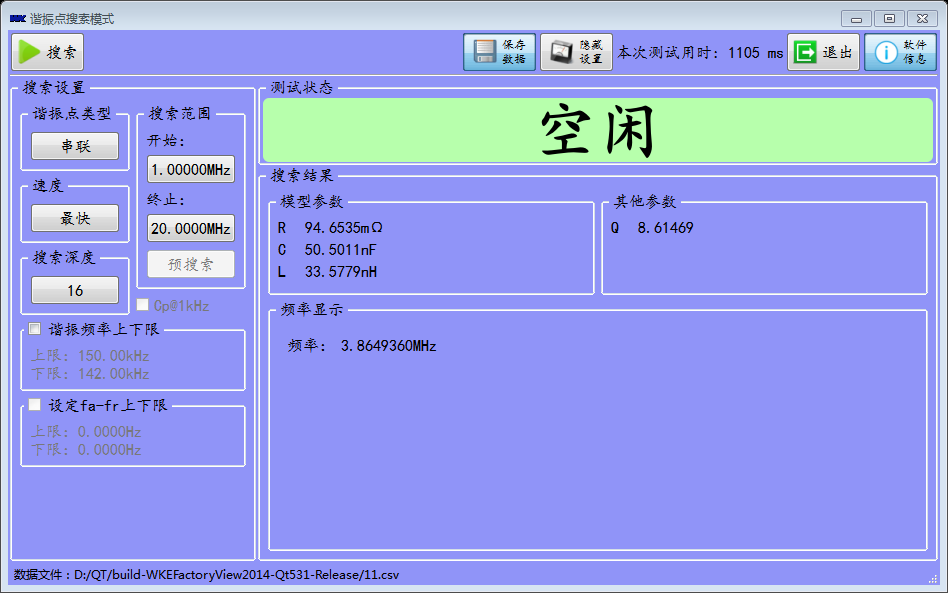 WK 谐振点搜索模式
搜索
保存
数据
隐藏
设置
本次测试用时: 1105 ms
退出
软件
信息
搜索设置
谐振点类型
串联
速度
最快
搜索深度
16
搜索范围
开始:
1.00000MHz
终止:
20.0000MHz
预搜索
Cp@1kHz
谐振频率上下限
上限: 150.00kHz
下限: 142.00kHz
设定fa-fr上下限
上限: 0.0000Hz
下限: 0.0000Hz
测试状态
空闲
搜索结果
模型参数
R 94.6535mΩ
C 50.5011nF
L 33.5779nH
其他参数
Q 8.61469
频率显示
频率: 3.8649360MHz
数据文件：D:/QT/build-WKEFactoryView2014-Qt531-Release/11.csv